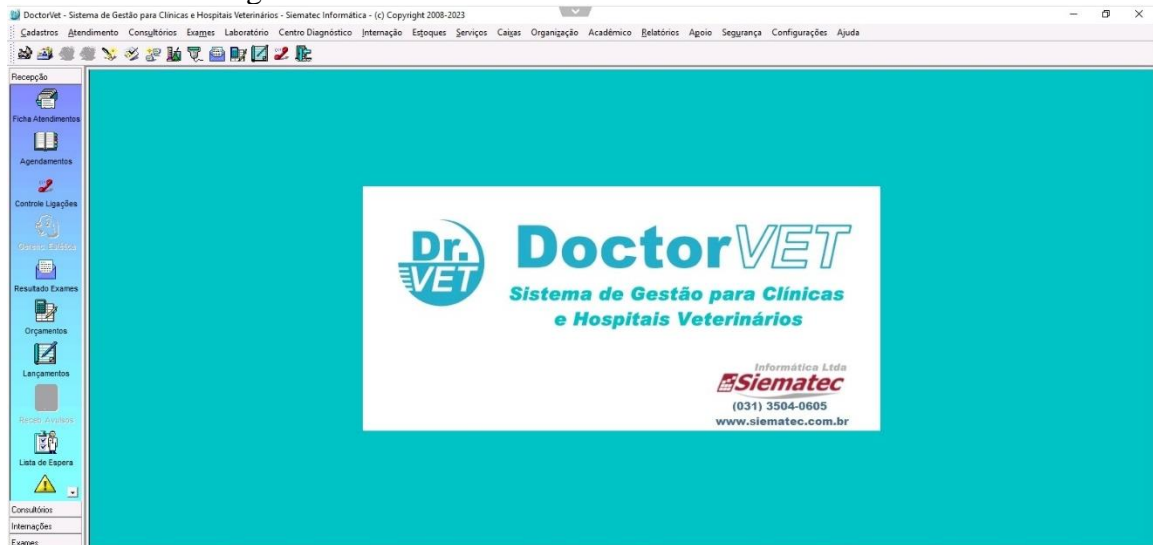 DoctorVet - Sistema de Gestão para Clínicas e Hospitais Veterinários - Siematec Informática - (c) Copyright 2008-2023
Cadastros Atendimento Consultórios Exames Laboratório Centro Diagnóstico Internação Estoques Serviços Caixas Organização Acadêmico Relatórios Apoio Segurança Configurações Ajuda
Recepção
Ficha Atendimentos
Agendamentos
Controle Ligações
Resultado Exames
Orçamentos
Lançamentos
Receb. Avulsos
Lista de Espera
Consultórios
Internações
Exames
Dr.
VET
DoctorVET
Sistema de Gestão para Clínicas
e Hospitais Veterinários
Informática Ltda
Siematec
(031) 3504-0605
www.siematec.com.br